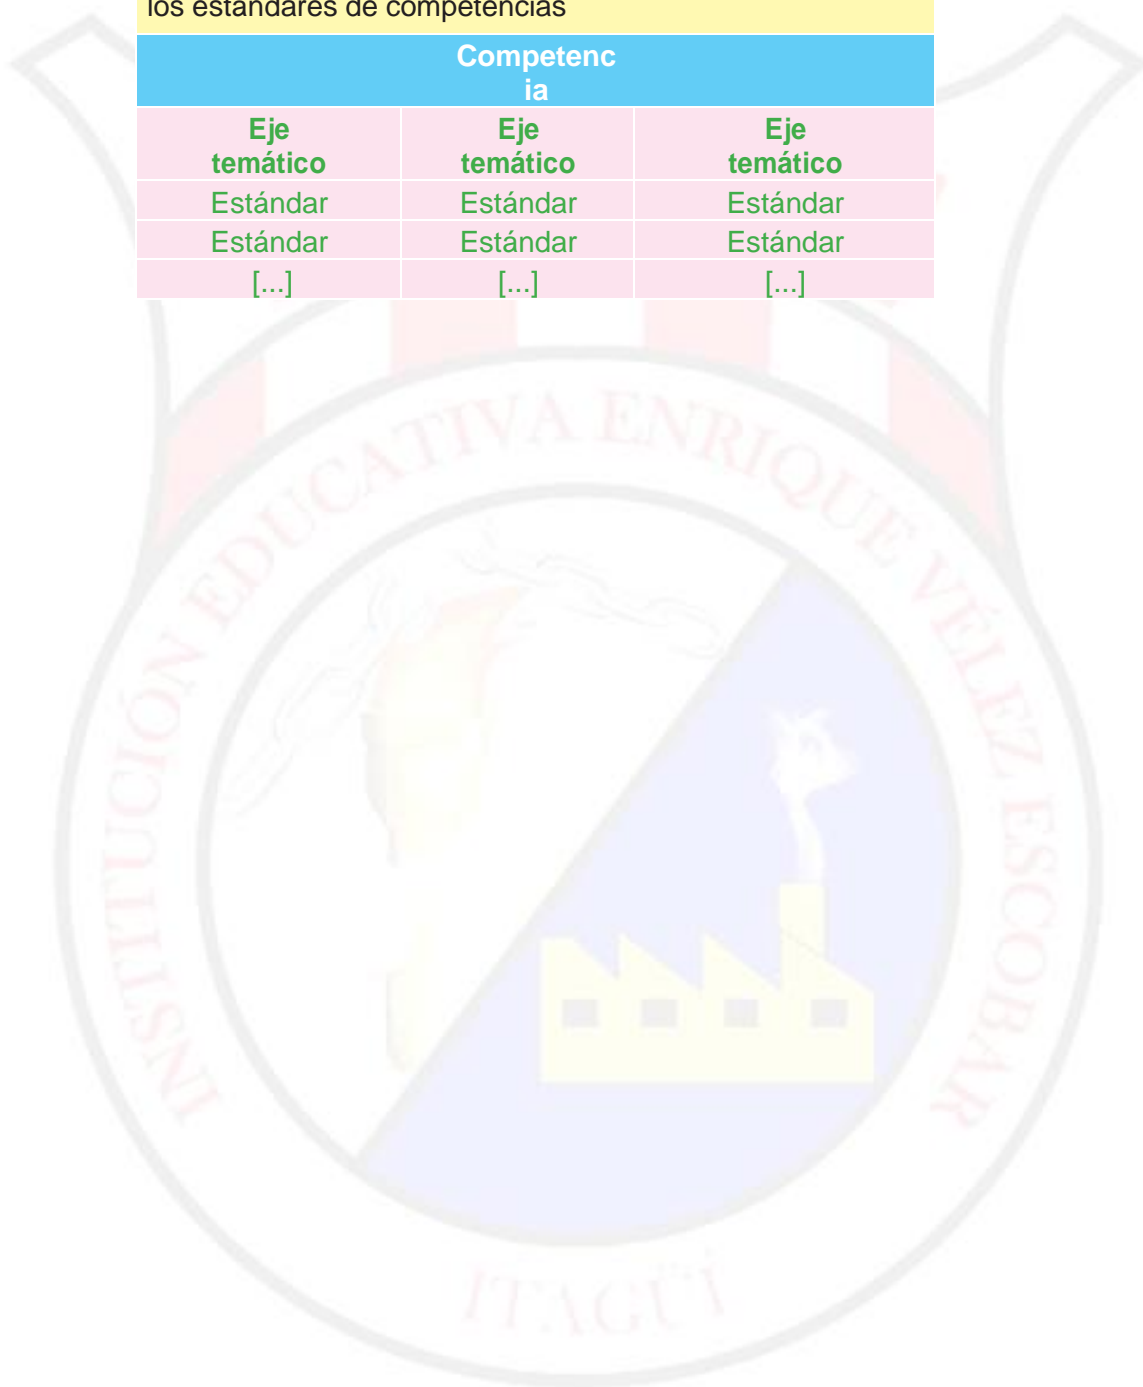 los estándares de competencias
Competenc
ia
Eje Eje Eje
temático temático temático
Estándar Estándar Estándar
Estándar Estándar Estándar
[...] [...] [...]
INSTITUCIÓN EDUCATIVA ENRIQUE VÉLEZ ESCOBAR
ITAGÜÍ